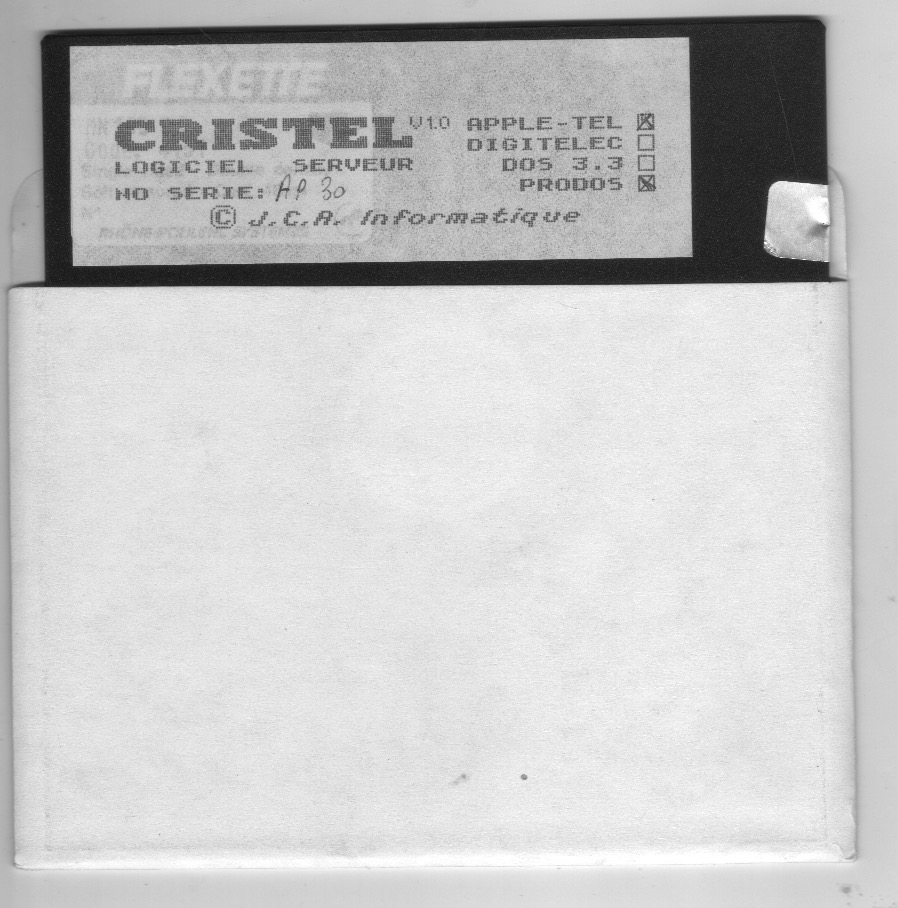 FLEXETTE
CRISTEL V1.0
LOGICIEL SERVEUR
NO SERIE: AP 30
© J.C.A. Informatique
APPLE-TEL ☒
DIGITELEC ☐
DOS 3.3 ☐
PRODOS ☒